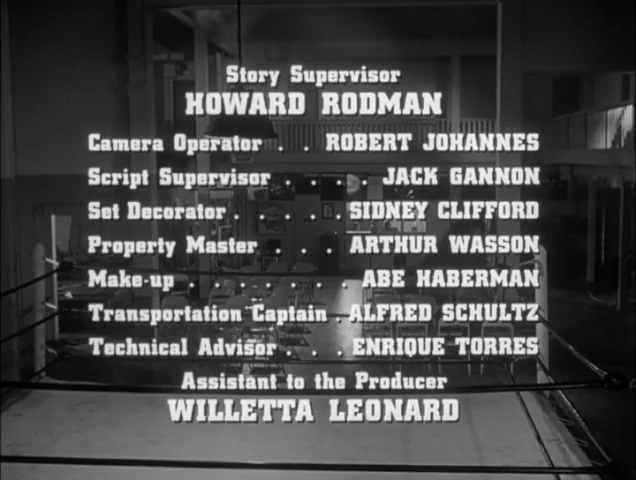 Story Supervisor
HOWARD RODMAN
Camera Operator . . ROBERT JOHANNES
Script Supervisor . . . JACK GANNON
Set Decorator . . . . . SIDNEY CLIFFORD
Property Master . . . ARTHUR WASSON
Make-up . . . . . . . . ABE HABERMAN
Transportation Captain . ALFRED SCHULTZ
Technical Advisor . . . ENRIQUE TORRES
Assistant to the Producer
WILLETTA LEONARD